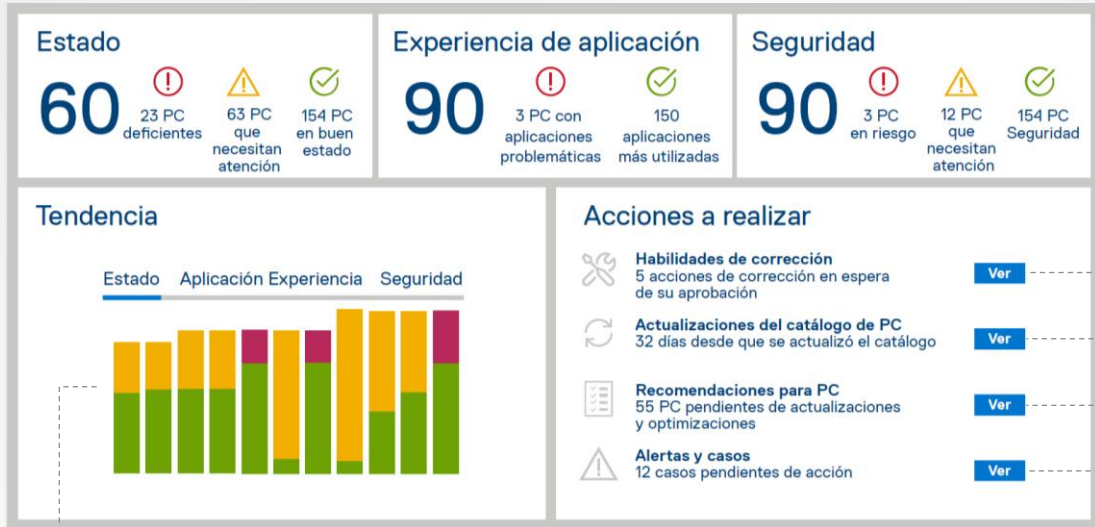 Estado
60
23 PC
deficientes
63 PC
que
necesitan
atención
154 PC
en buen
estado
Experiencia de aplicación
90
3 PC con
aplicaciones
problemáticas
150
aplicaciones
más utilizadas
Seguridad
90
3 PC
en riesgo
12 PC
que
necesitan
atención
154 PC
Seguridad
Tendencia
Estado Aplicación Experiencia Seguridad
Acciones a realizar
Habilidades de corrección
5 acciones de corrección en espera
de su aprobación
Ver
Actualizaciones del catálogo de PC
32 días desde que se actualizó el catálogo
Ver
Recomendaciones para PC
55 PC pendientes de actualizaciones
y optimizaciones
Ver
Alertas y casos
12 casos pendientes de acción
Ver